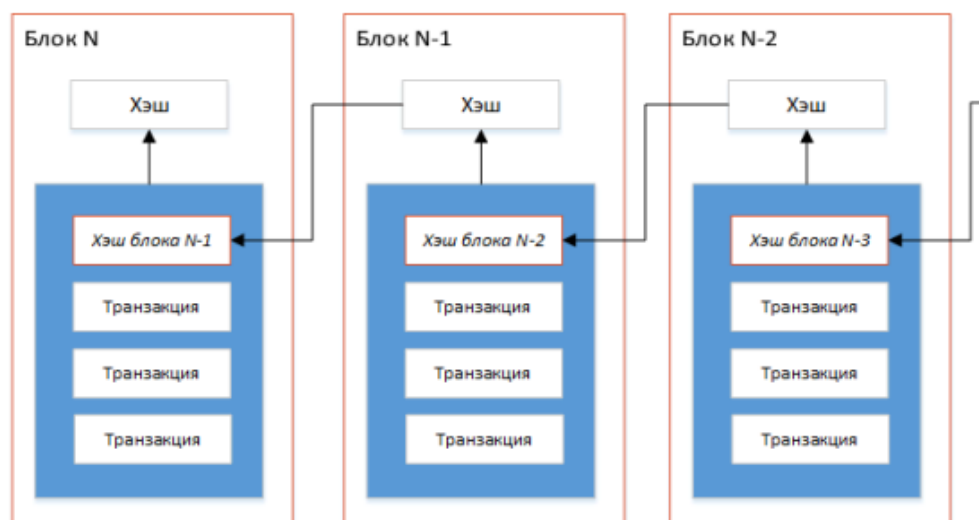 Блок N
Хэш
Хэш блока N-1
Транзакция
Транзакция
Транзакция
Блок N-1
Хэш
Хэш блока N-2
Транзакция
Транзакция
Транзакция
Блок N-2
Хэш
Хэш блока N-3
Транзакция
Транзакция
Транзакция